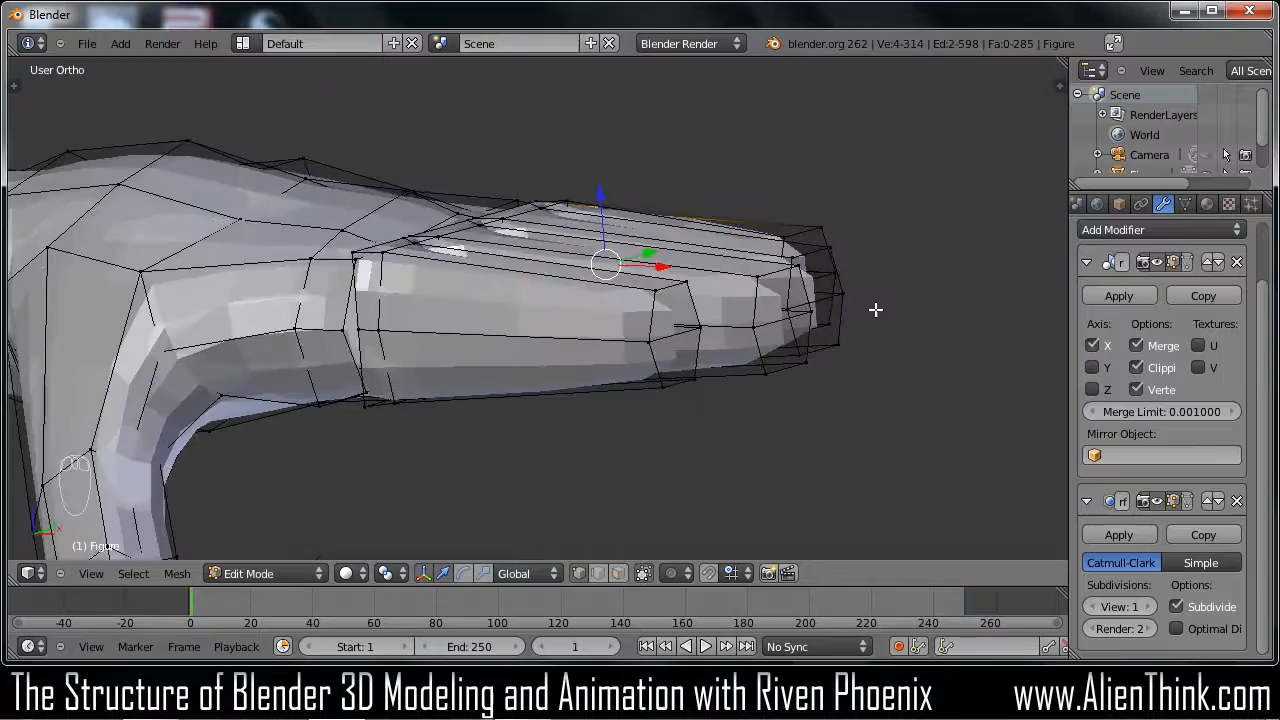 Blender
File Add Render Help Default Scene Blender Render blender.org 262 | Ve:4-314 | Ed:2-598 | Fa:0-285 | Figure
User Ortho
View Search All Scen
Scene
RenderLayers
World
Camera
Add Modifier
Apply Copy
Axis: Options: Textures:
X Merge U
Y Clippi V
Z Verte
Merge Limit: 0.001000
Mirror Object:
Apply Copy
Catmull-Clark Simple
Subdivisions: Options:
View: 1 Subdivide
Render: 2 Optimal Di
x
(1) Figure
View Select Mesh Edit Mode Global
-40 -20 0 20 40 60 80 100 120 140 160 180 200 220 240 260
View Marker Frame Playback Start: 1 End: 250 1 No Sync
The Structure of Blender 3D Modeling and Animation with Riven Phoenix www.AlienThink.com